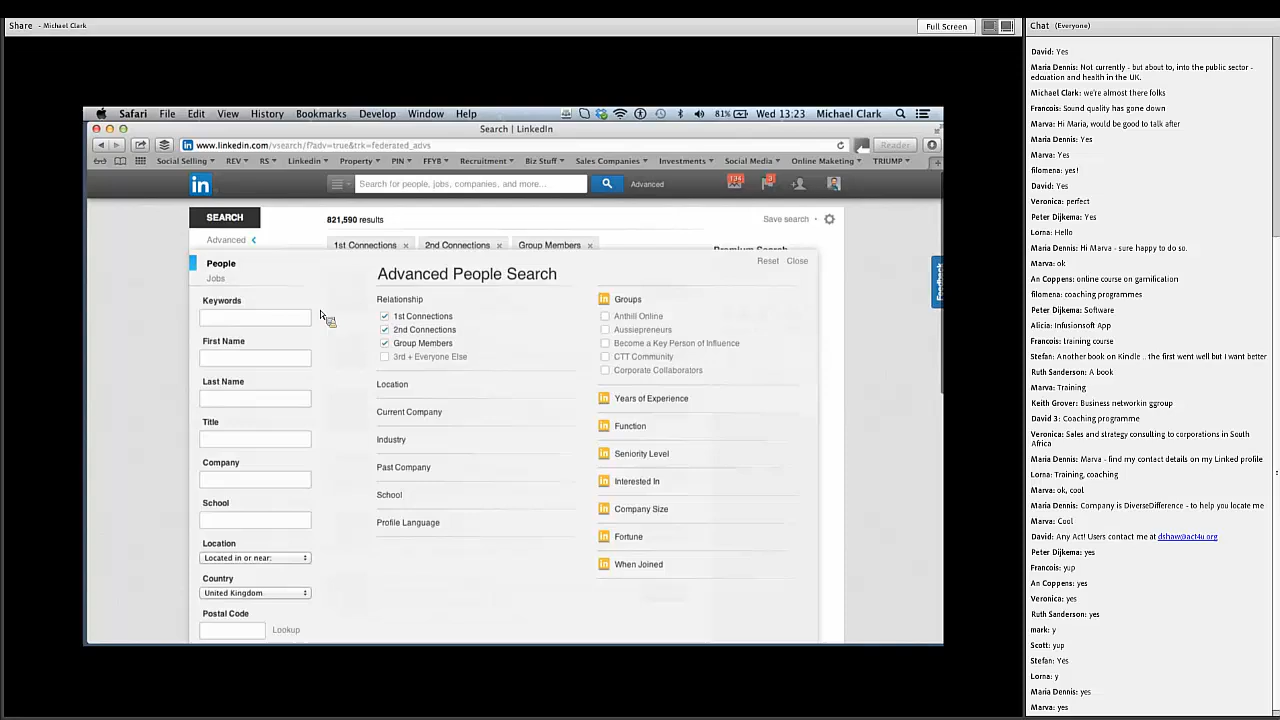 Share - Michael Clark
Full Screen
Safari File Edit View History Bookmarks Develop Window Help 81% Wed 13:23 Michael Clark
Search | LinkedIn
www.linkedin.com/vsearch/f?adv=true&trk=federated_advs
Reader
Social Selling REV RS Linkedin Property PIN FFYB Recruitment Biz Stuff Sales Companies Investments Social Media Online Maketing TRIUMP
in Search for people, jobs, companies, and more... Advanced
SEARCH
821,590 results
Save search
Advanced
1st Connections × 2nd Connections × Group Members ×
Premium Search
Feedback
People
Jobs
Advanced People Search
Reset Close
Keywords
First Name
Last Name
Title
Company
School
Location
Located in or near:
Country
United Kingdom
Postal Code
Lookup
Relationship
1st Connections
2nd Connections
Group Members
3rd + Everyone Else
Location
Current Company
Industry
Past Company
School
Profile Language
in Groups
Anthill Online
Aussiepreneurs
Become a Key Person of Influence
CTT Community
Corporate Collaborators
in Years of Experience
in Function
in Seniority Level
in Interested In
in Company Size
in Fortune
in When Joined
Chat (Everyone)
David: Yes
Maria Dennis: Not currently - but about to, into the public sector -
edcuation and health in the UK.
Michael Clark: we're almost there folks
Francois: Sound quality has gone down
Marva: Hi Maria, would be good to talk after
Maria Dennis: Yes
Marva: Yes
filomena: yes!
David: Yes
Veronica: perfect
Peter Dijkema: Yes
Lorna: Hello
Maria Dennis: Hi Marva - sure happy to do so.
Marva: ok
An Coppens: online course on gamification
filomena: coaching programmes
Peter Dijkema: Software
Alicia: Infusionsoft App
Francois: training course
Stefan: Another book on Kindle .. the first went well but I want better
Ruth Sanderson: A book
Marva: Training
Keith Grover: Business networkin ggroup
David 3: Coaching programme
Veronica: Sales and strategy consulting to corporations in South
Africa
Maria Dennis: Marva - find my contact details on my Linked profile
Lorna: Training, coaching
Marva: ok, cool
Maria Dennis: Company is DiverseDifference - to help you locate me
Marva: Cool
David: Any Act! Users contact me at dshaw@act4u.org
Peter Dijkema: yes
Francois: yup
An Coppens: yes
Veronica: yes
Ruth Sanderson: yes
mark: y
Scott: yup
Stefan: Yes
Lorna: y
Maria Dennis: yes
Marva: yes